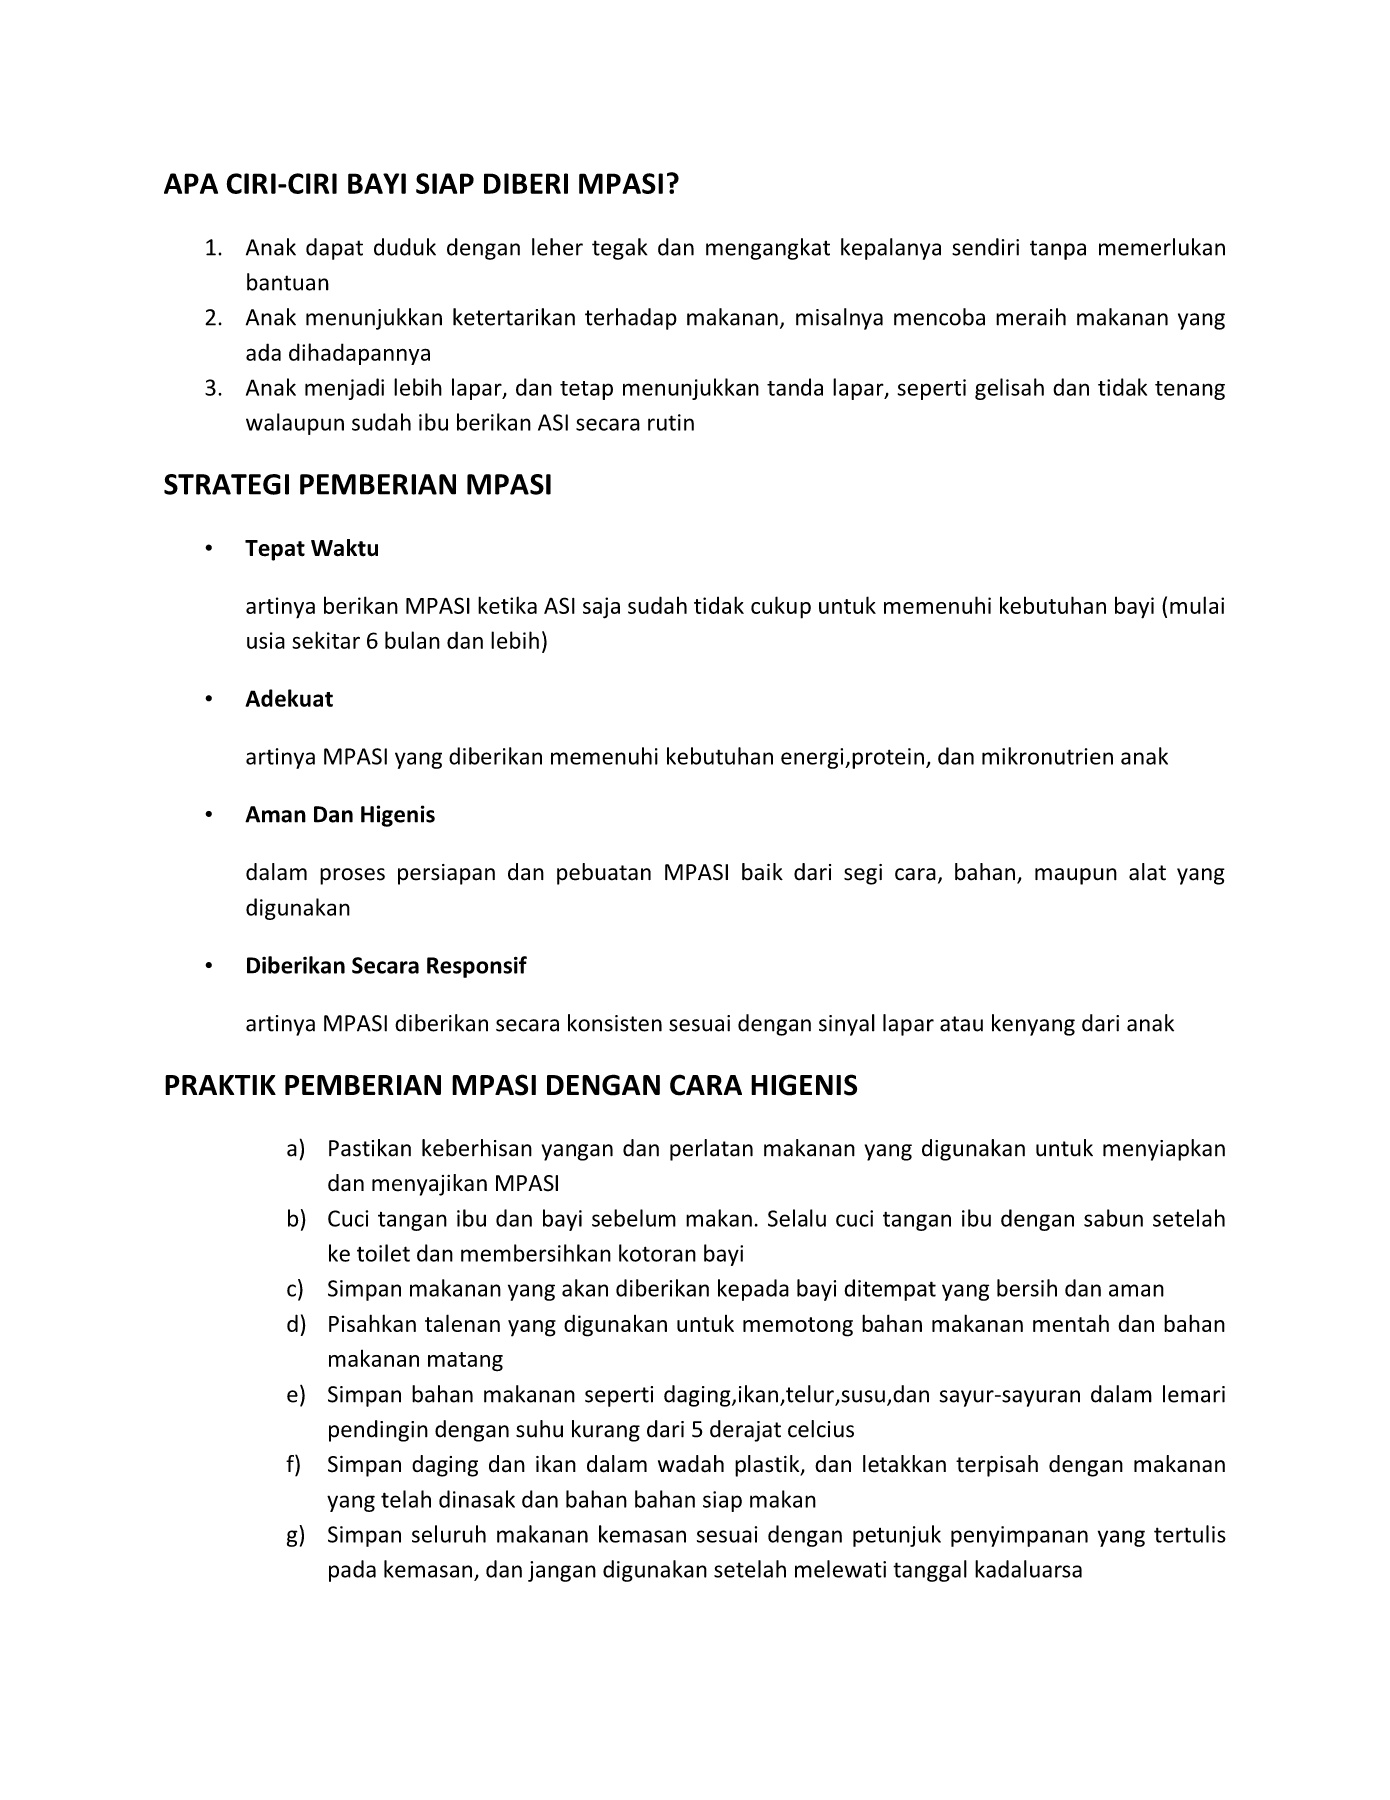 APA CIRI-CIRI BAYI SIAP DIBERI MPASI?
1. Anak dapat duduk dengan leher tegak dan mengangkat kepalanya sendiri tanpa memerlukan
bantuan
2. Anak menunjukkan ketertarikan terhadap makanan, misalnya mencoba meraih makanan yang
ada dihadapannya
3. Anak menjadi lebih lapar, dan tetap menunjukkan tanda lapar, seperti gelisah dan tidak tenang
walaupun sudah ibu berikan ASI secara rutin
STRATEGI PEMBERIAN MPASI
• Tepat Waktu
artinya berikan MPASI ketika ASI saja sudah tidak cukup untuk memenuhi kebutuhan bayi (mulai
usia sekitar 6 bulan dan lebih)
• Adekuat
artinya MPASI yang diberikan memenuhi kebutuhan energi,protein, dan mikronutrien anak
• Aman Dan Higenis
dalam proses persiapan dan pebuatan MPASI baik dari segi cara, bahan, maupun alat yang
digunakan
• Diberikan Secara Responsif
artinya MPASI diberikan secara konsisten sesuai dengan sinyal lapar atau kenyang dari anak
PRAKTIK PEMBERIAN MPASI DENGAN CARA HIGENIS
a) Pastikan keberhisan yangan dan perlatan makanan yang digunakan untuk menyiapkan
dan menyajikan MPASI
b) Cuci tangan ibu dan bayi sebelum makan. Selalu cuci tangan ibu dengan sabun setelah
ke toilet dan membersihkan kotoran bayi
c) Simpan makanan yang akan diberikan kepada bayi ditempat yang bersih dan aman
d) Pisahkan talenan yang digunakan untuk memotong bahan makanan mentah dan bahan
makanan matang
e) Simpan bahan makanan seperti daging,ikan,telur,susu,dan sayur-sayuran dalam lemari
pendingin dengan suhu kurang dari 5 derajat celcius
f) Simpan daging dan ikan dalam wadah plastik, dan letakkan terpisah dengan makanan
yang telah dinasak dan bahan bahan siap makan
g) Simpan seluruh makanan kemasan sesuai dengan petunjuk penyimpanan yang tertulis
pada kemasan, dan jangan digunakan setelah melewati tanggal kadaluarsa